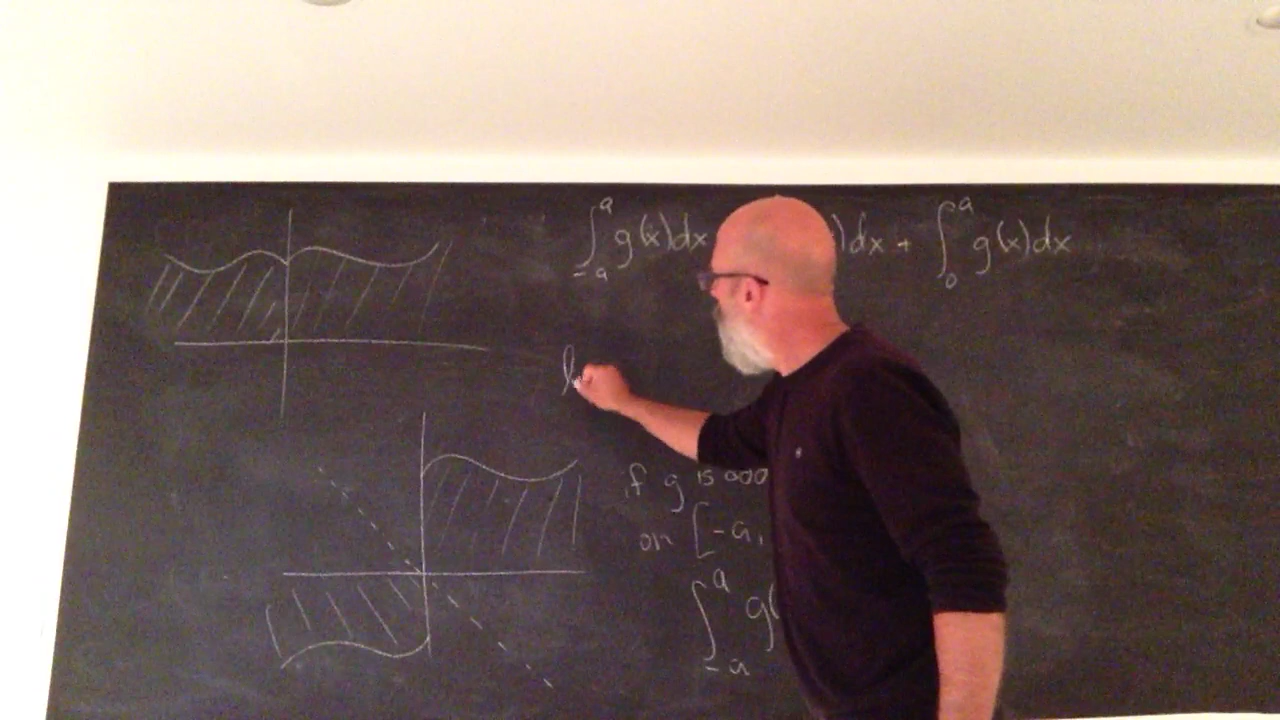 ∫_{-a}^{a} g(x)dx )dx + ∫_{0}^{a} g(x)dx
if g is odd
on [-a,
∫_{-a}^{a} g(